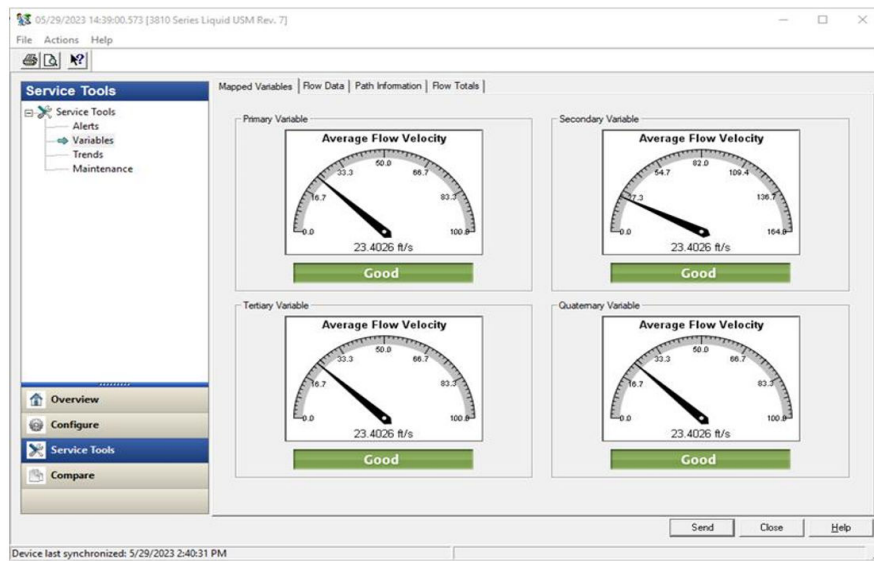 05/29/2023 14:39:00.573 [3810 Series Liquid USM Rev. 7]
File Actions Help
Service Tools
Service Tools
Alerts
Variables
Trends
Maintenance
Overview
Configure
Service Tools
Compare
Mapped Variables Flow Data Path Information Flow Totals
Primary Variable
Average Flow Velocity
0.0 16.7 33.3 50.0 66.7 83.3 100.0
23.4026 ft/s
Good
Secondary Variable
Average Flow Velocity
0.0 27.3 54.7 82.0 109.4 136.7 164.0
23.4026 ft/s
Good
Tertiary Variable
Average Flow Velocity
0.0 16.7 33.3 50.0 66.7 83.3 100.0
23.4026 ft/s
Good
Quaternary Variable
Average Flow Velocity
0.0 16.7 33.3 50.0 66.7 83.3 100.0
23.4026 ft/s
Good
Send Close Help
Device last synchronized: 5/29/2023 2:40:31 PM